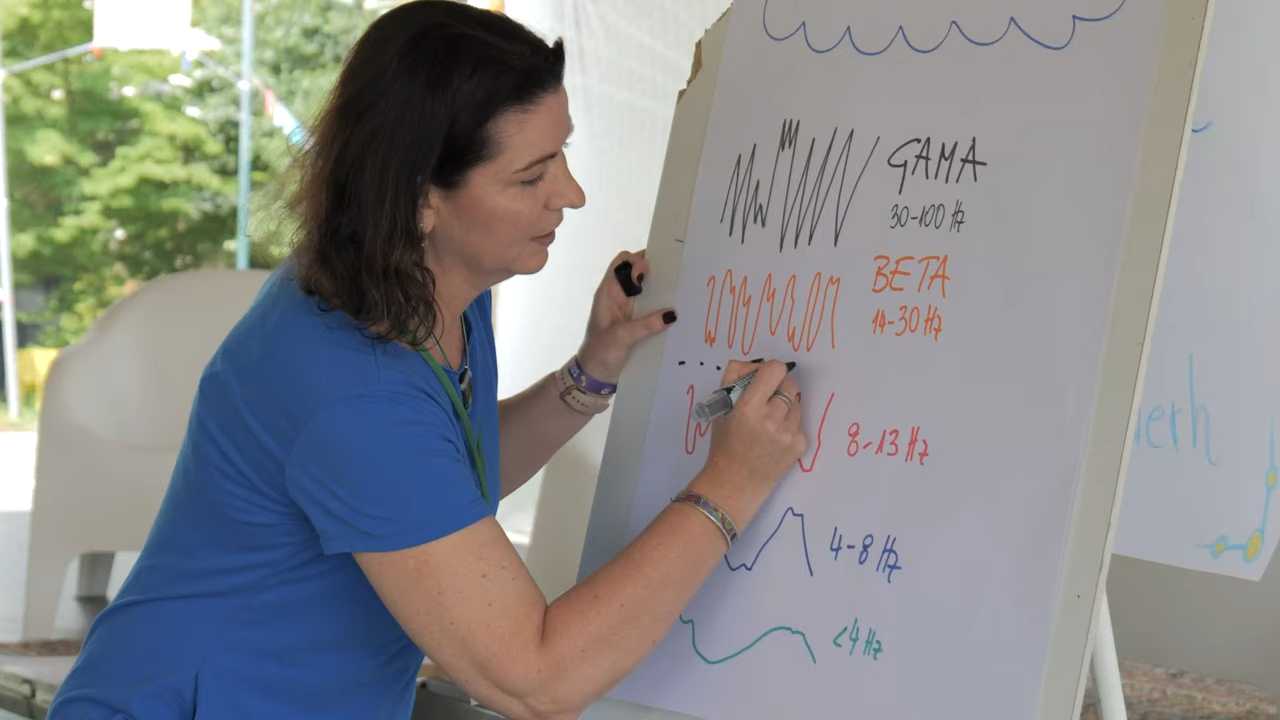 GAMA
30-100 Hz
BETA
14-30 Hz
8-13 Hz
4-8 Hz
<4 Hz